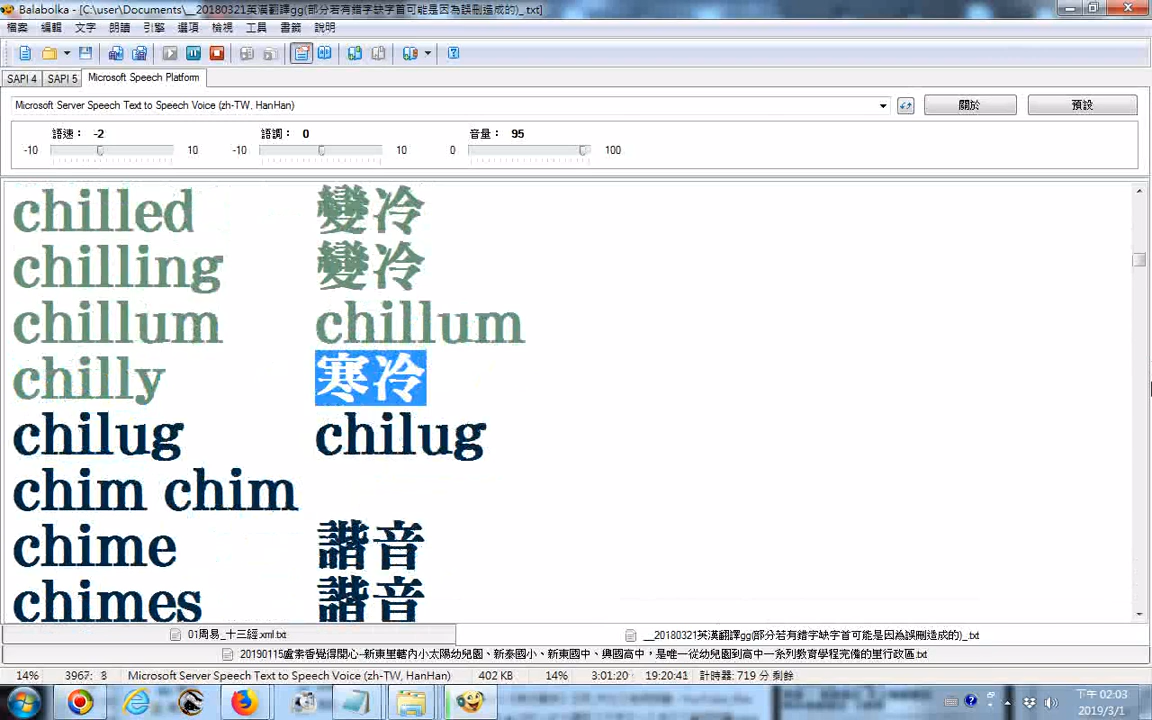 Balabolka - [C:\user\Documents\__20180321英漢翻譯gg(部分若有錯字缺字首可能是因為誤刪造成的)_.txt]
檔案 編輯 文字 朗讀 引擎 選項 檢視 工具 書籤 說明
SAPI 4 SAPI 5 Microsoft Speech Platform
Microsoft Server Speech Text to Speech Voice (zh-TW, HanHan) 關於 預設
語速： -2 語調： 0 音量： 95
-10 10 -10 10 0 100
chilled 變冷
chilling 變冷
chillum chillum
chilly 寒冷
chilug chilug
chim chim
chime 諧音
chimes 諧音
01周易_十三經.xml.txt __20180321英漢翻譯gg(部分若有錯字缺字首可能是因為誤刪造成的)_.txt
20190115盧素香覺得開心--新東里轄內小太陽幼兒園、新泰國小、新東國中、興國高中，是唯一從幼兒園到高中一系列教育學程完備的里行政區.txt
14% 3967: 8 Microsoft Server Speech Text to Speech Voice (zh-TW, HanHan) 402 KB 14% 3:01:20 19:20:41 計時器: 719 分 剩餘
下午 02:03
2019/3/1